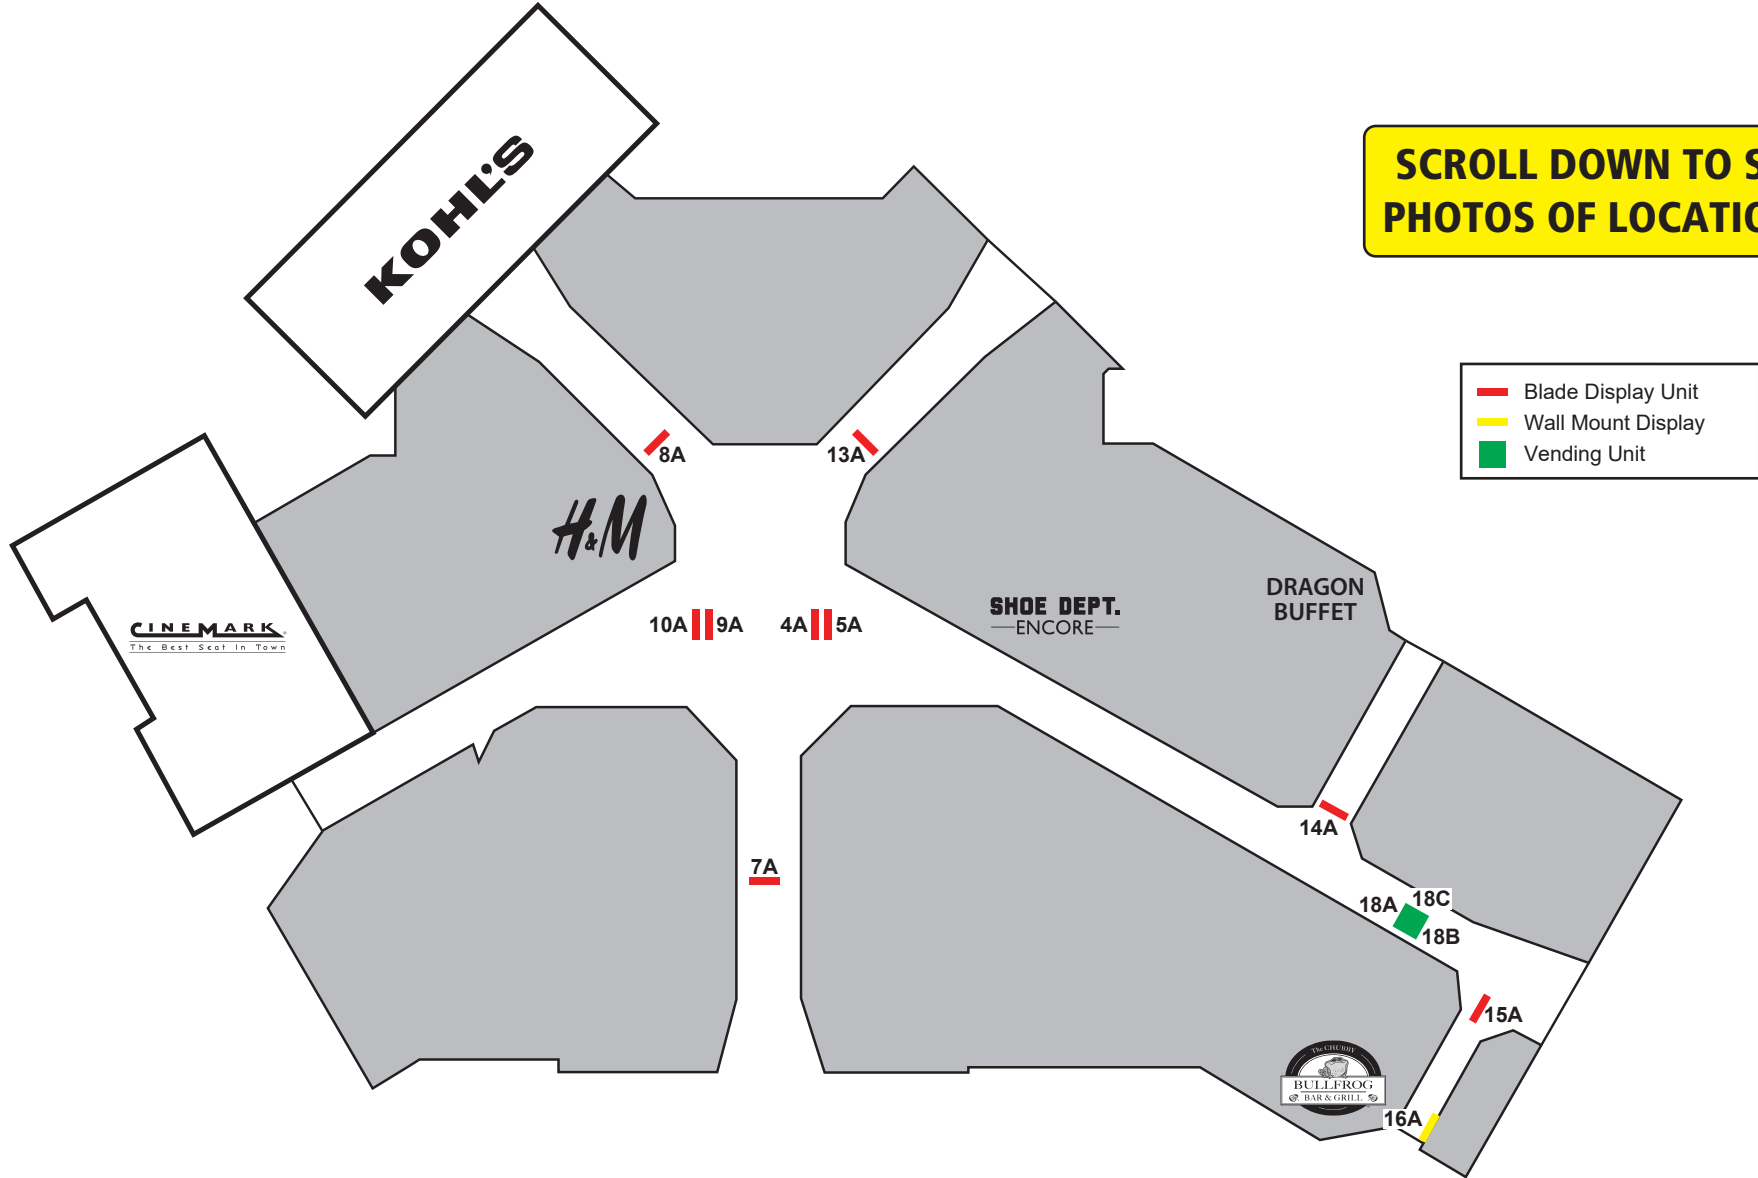 KOHL'S
SCROLL DOWN TO S
PHOTOS OF LOCATIO
Blade Display Unit
Wall Mount Display
Vending Unit
8A
13A
H&M
CINEMARK
The Best Seat In Town
10A
9A
4A
5A
SHOE DEPT.
ENCORE
DRAGON
BUFFET
14A
7A
18A
18C
18B
15A
The CHUBBY
BULLFROG
BAR & GRILL
16A